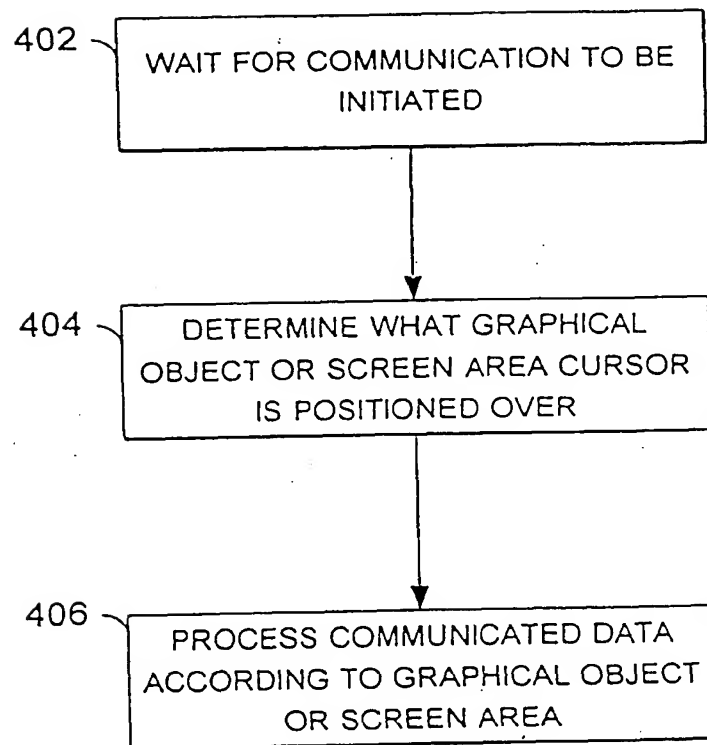 402
WAIT FOR COMMUNICATION TO BE
INITIATED
404
DETERMINE WHAT GRAPHICAL
OBJECT OR SCREEN AREA CURSOR
IS POSITIONED OVER
406
PROCESS COMMUNICATED DATA
ACCORDING TO GRAPHICAL OBJECT
OR SCREEN AREA